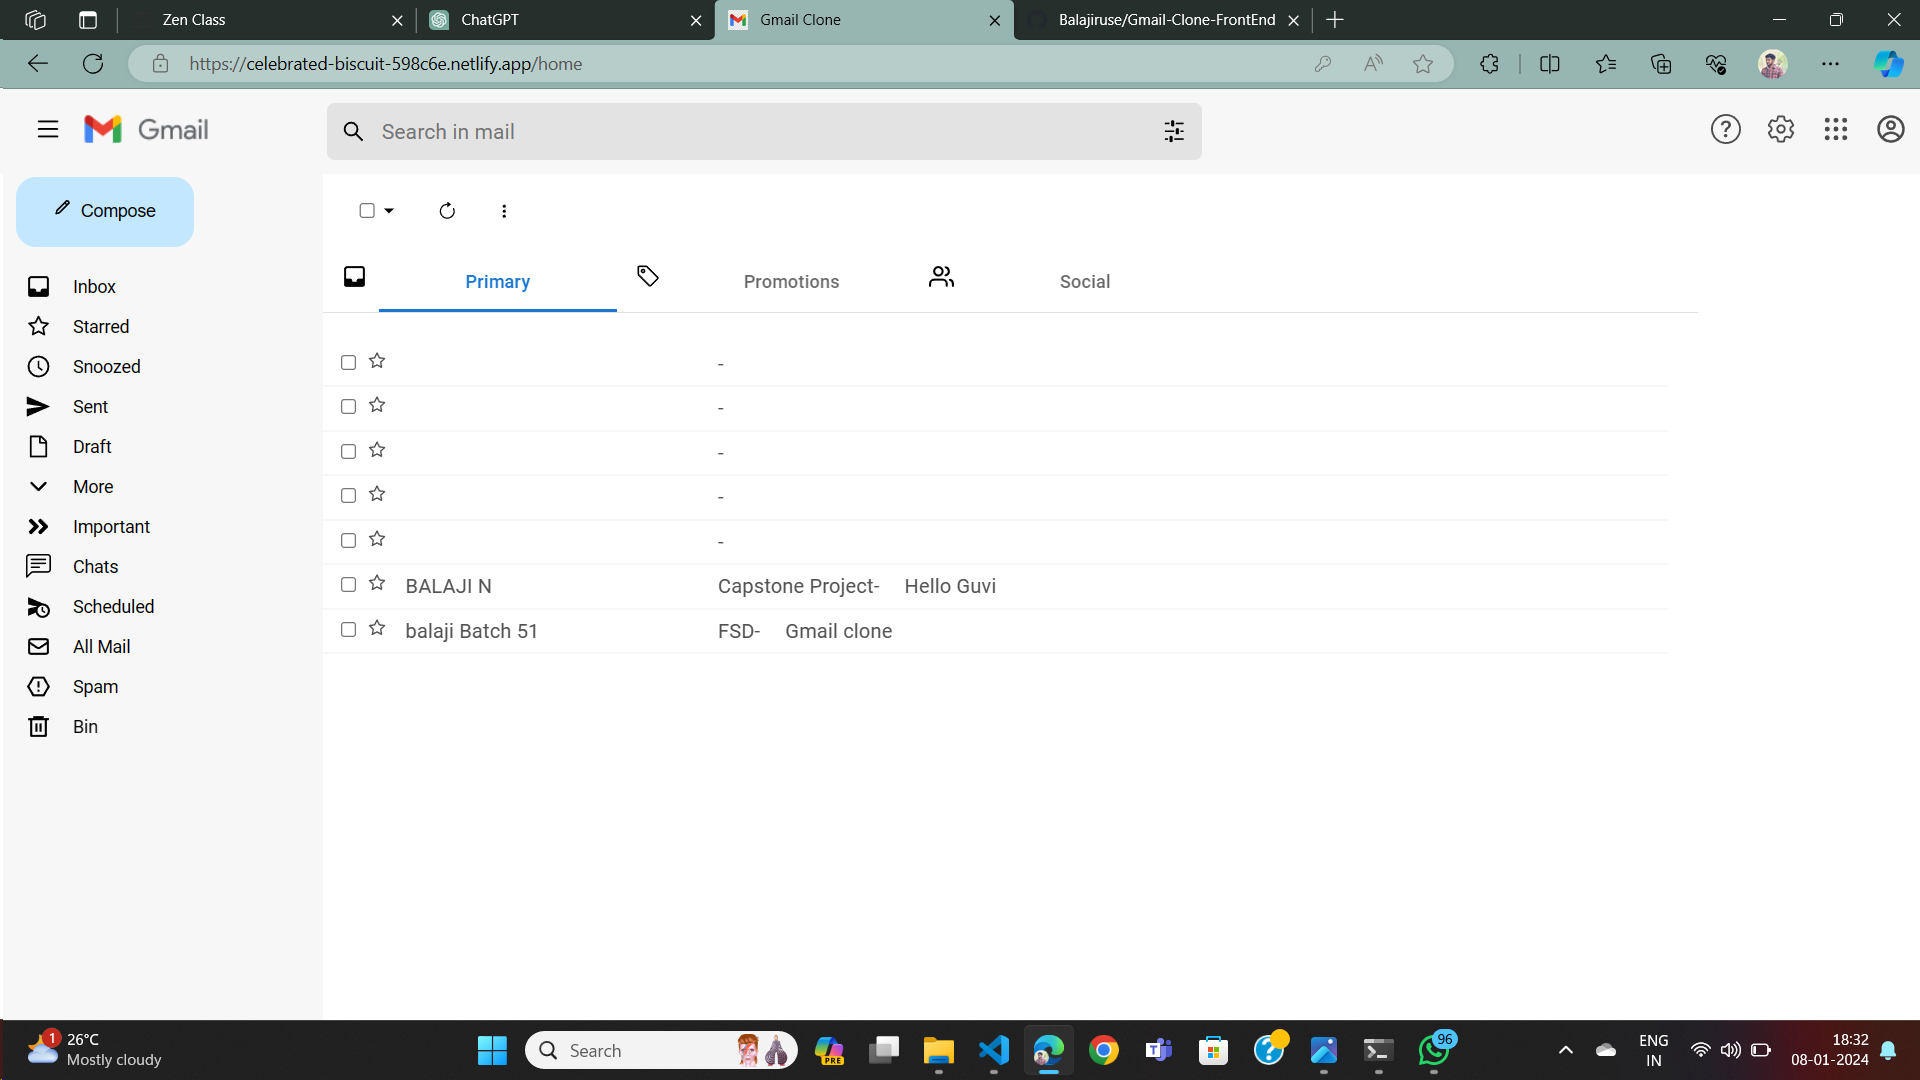 Zen Class
ChatGPT
Gmail Clone
Balajiruse/Gmail-Clone-FrontEnd
https://celebrated-biscuit-598c6e.netlify.app/home
Gmail
Search in mail
Compose
Inbox
Starred
Snoozed
Sent
Draft
More
Important
Chats
Scheduled
All Mail
Spam
Bin
Primary
Promotions
Social
-
-
-
-
-
BALAJI N Capstone Project- Hello Guvi
balaji Batch 51 FSD- Gmail clone
1
26°C
Mostly cloudy
Search
PRE
96
ENG
IN
18:32
08-01-2024